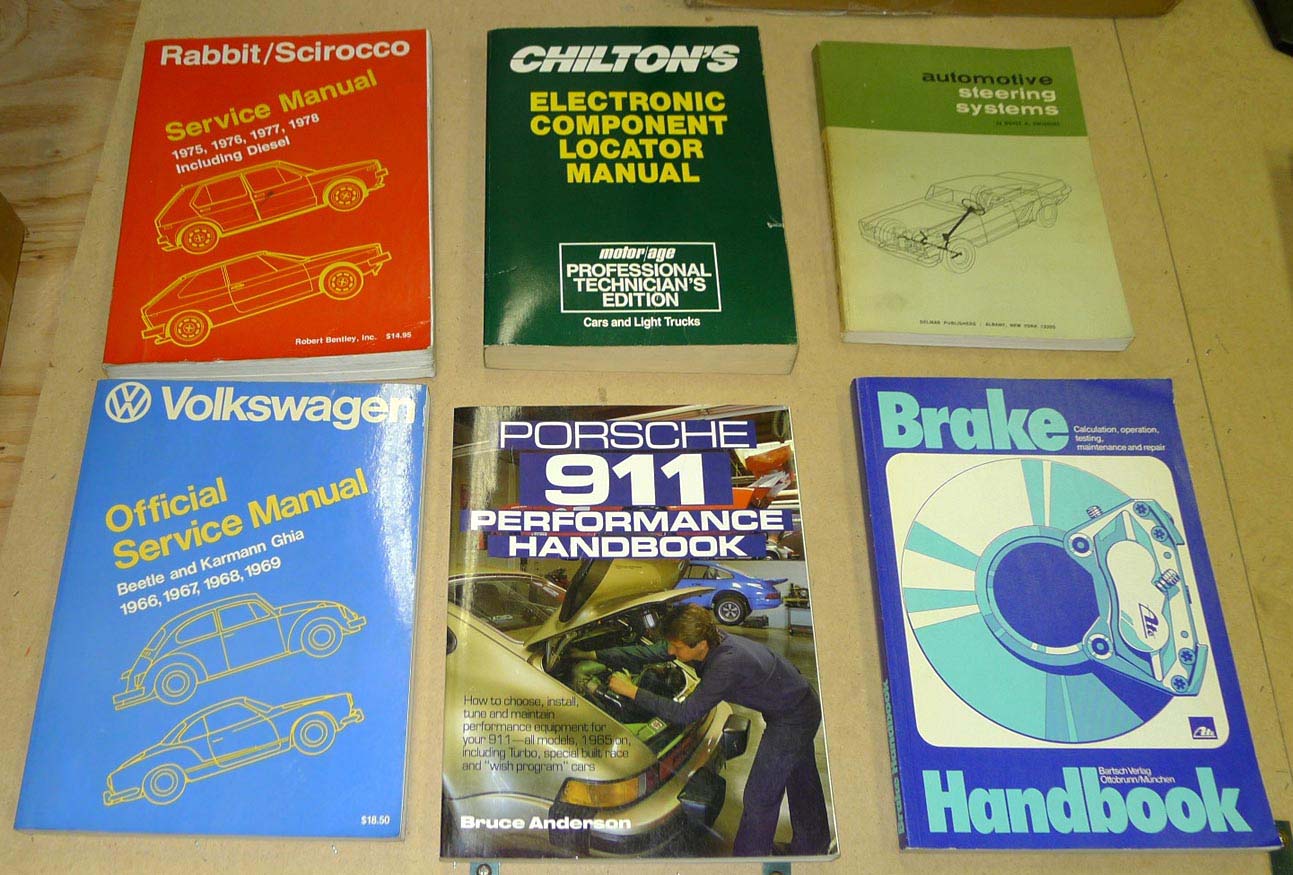 Rabbit/Scirocco
Service Manual
1975, 1976, 1977, 1978
Including Diesel
Robert Bentley, Inc. $14.95
CHILTON'S
ELECTRONIC
COMPONENT
LOCATOR
MANUAL
motor/age
PROFESSIONAL
TECHNICIAN'S
EDITION
Cars and Light Trucks
automotive
steering
systems
DELMAR PUBLISHERS / ALBANY, NEW YORK 12205
VW Volkswagen
Official
Service Manual
Beetle and Karmann Ghia
1966, 1967, 1968, 1969
$18.50
PORSCHE
911
PERFORMANCE
HANDBOOK
How to choose, install,
tune and maintain
performance equipment for
your 911—all models, 1965 on,
including Turbo, special built race
and "wish program" cars
Bruce Anderson
Brake
Calculation, operation,
testing,
maintenance and repair
Ate
Ate
Bartsch Verlag
Ottobrunn/München
Handbook
Brake Handbook